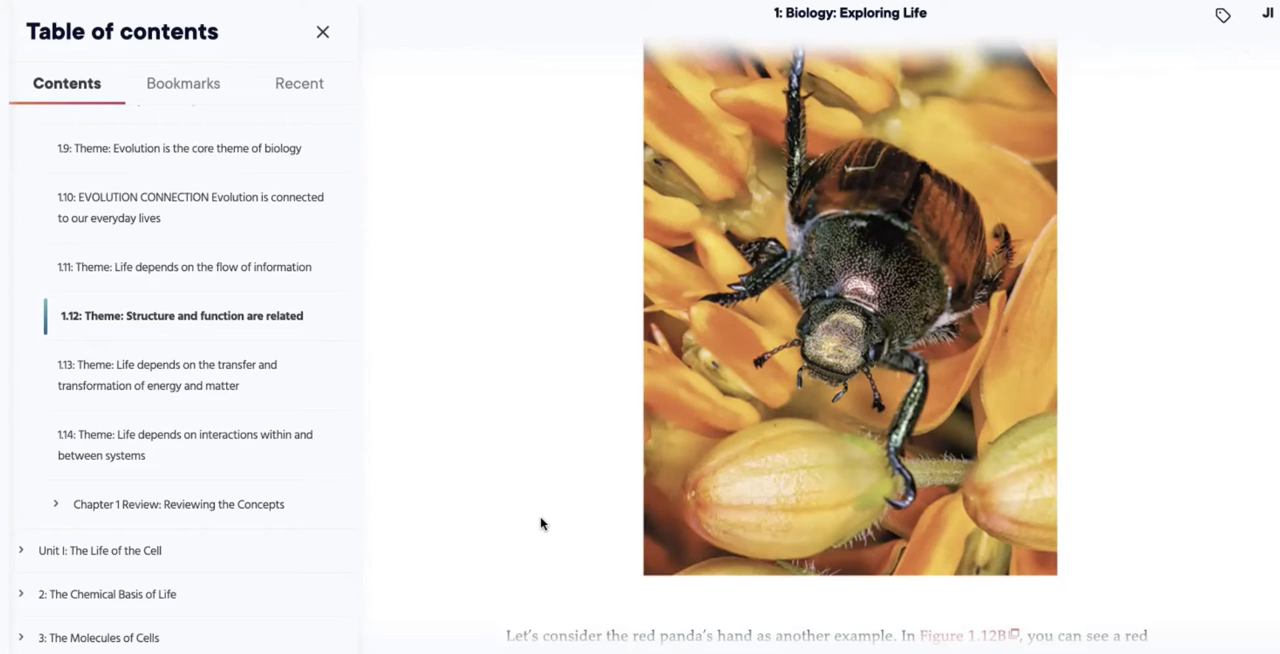 Table of contents
Contents
Bookmarks
Recent
1.9: Theme: Evolution is the core theme of biology
1.10: EVOLUTION CONNECTION Evolution is connected
to our everyday lives
1.11: Theme: Life depends on the flow of information
1.12: Theme: Structure and function are related
1.13: Theme: Life depends on the transfer and
transformation of energy and matter
1.14: Theme: Life depends on interactions within and
between systems
Chapter 1 Review: Reviewing the Concepts
Unit I: The Life of the Cell
2: The Chemical Basis of Life
3: The Molecules of Cells
1: Biology: Exploring Life
JI
Let's consider the red panda's hand as another example. In Figure 1.12B, you can see a red